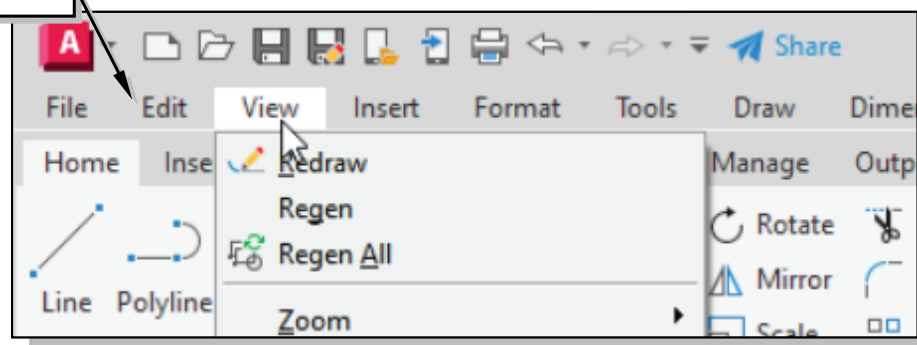 A Share
File Edit View Insert Format Tools Draw Dimen
Home Inse Redraw Manage Outp
Regen Rotate
Regen All
Mirror
Line Polyline
Zoom Scale